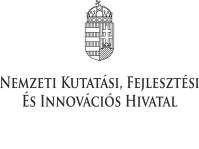 Nemzeti Kutatási, Fejlesztési
És Innovációs Hivatal